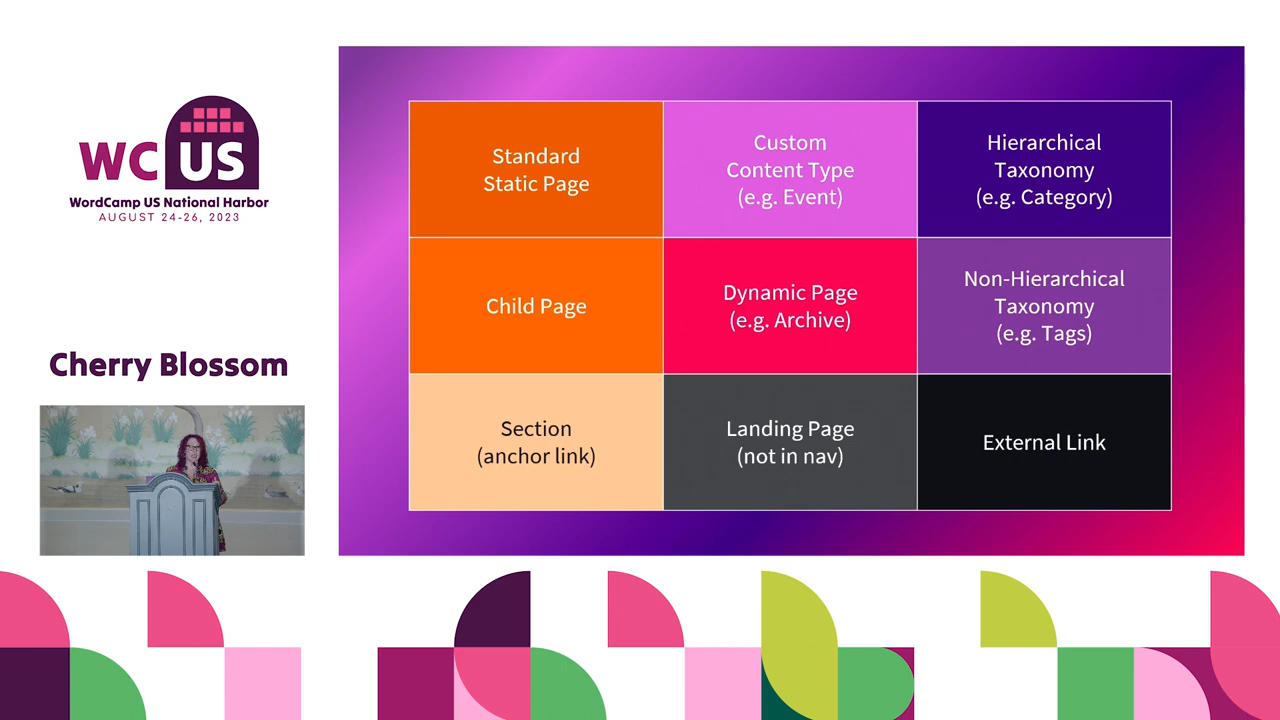 WC US
WordCamp US National Harbor
AUGUST 24-26, 2023
Cherry Blossom
Standard
Static Page
Custom
Content Type
(e.g. Event)
Hierarchical
Taxonomy
(e.g. Category)
Child Page
Dynamic Page
(e.g. Archive)
Non-Hierarchical
Taxonomy
(e.g. Tags)
Section
(anchor link)
Landing Page
(not in nav)
External Link